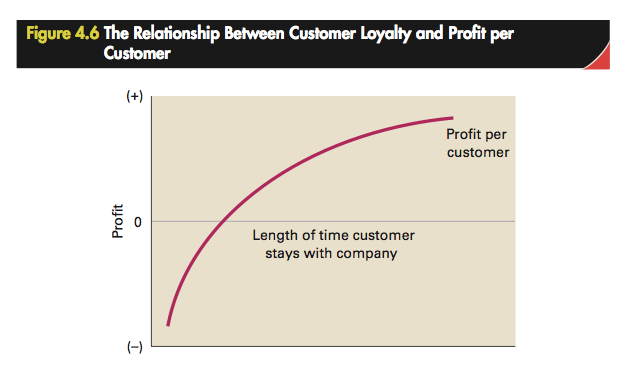 Figure 4.6 The Relationship Between Customer Loyalty and Profit per
Customer
(+)
Profit per
customer
Profit
0
Length of time customer
stays with company
(–)